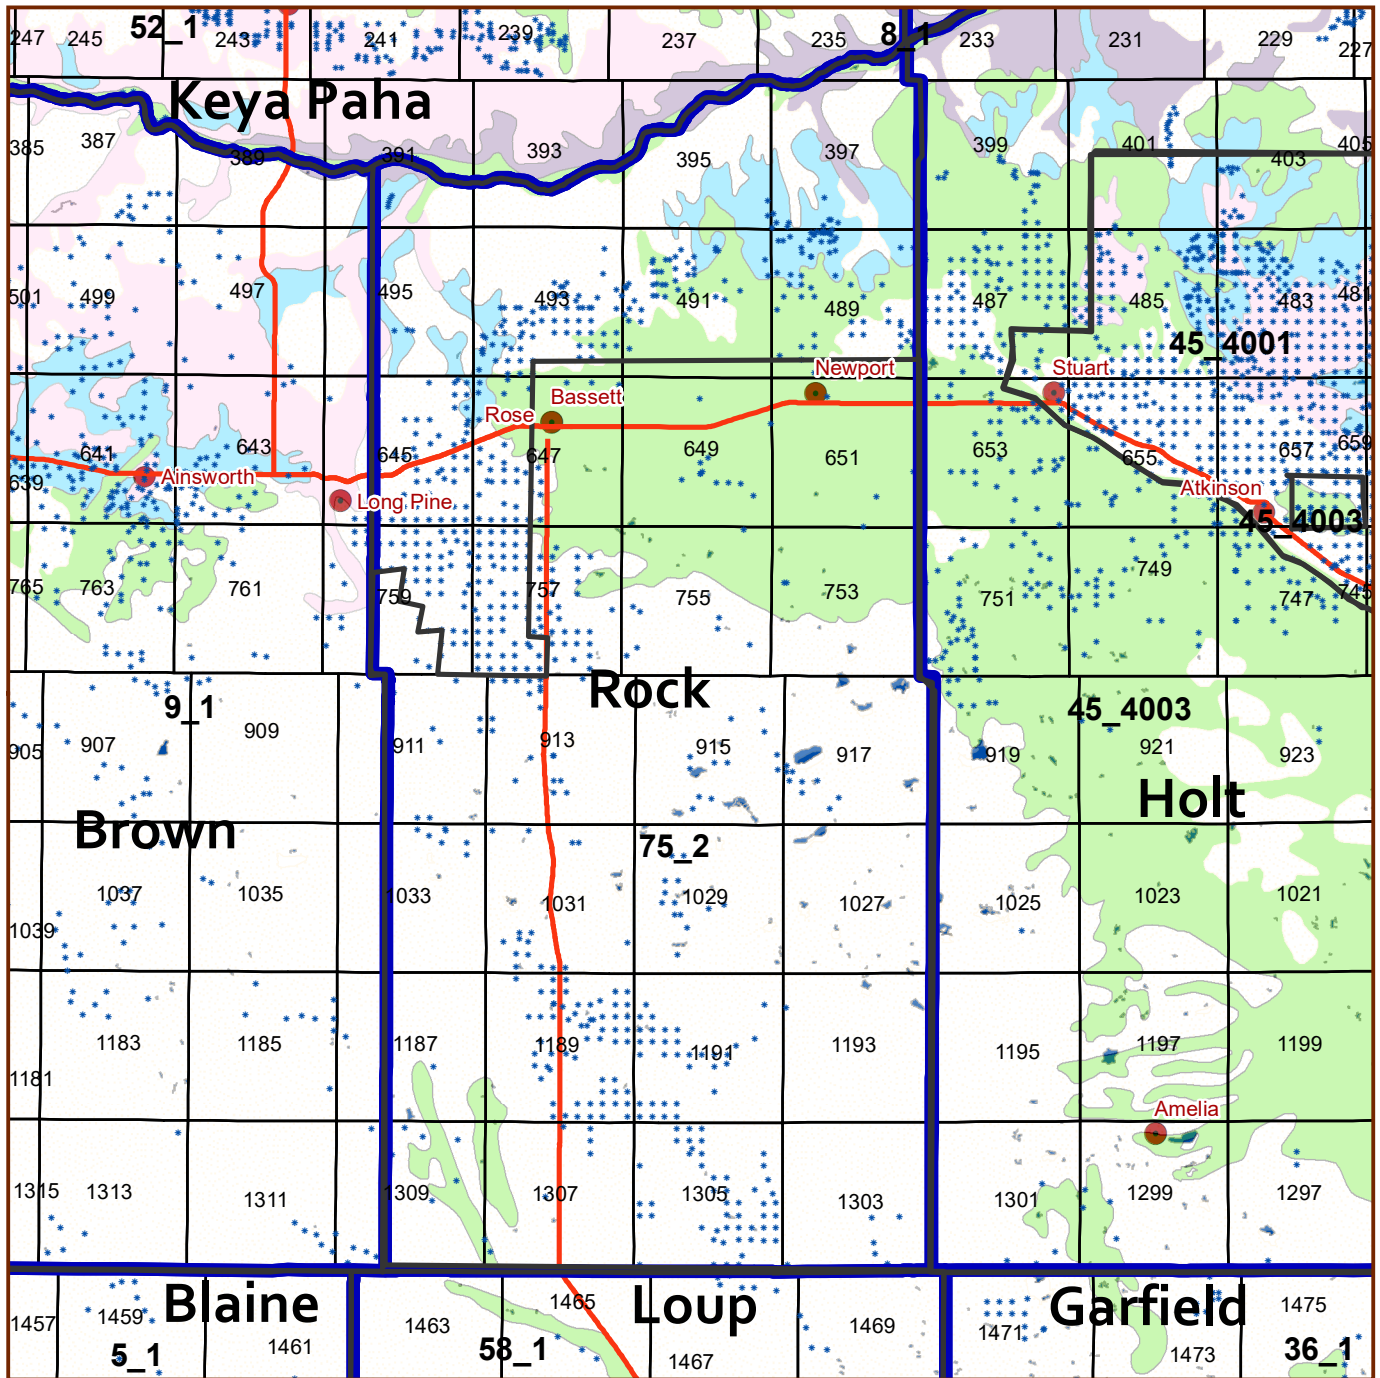 247 245 52_1 243 241 239 237 235 8_1 233 231 229 227
Keya Paha
385 387 389 391 393 395 397 399 401 403 405
501 499 497 495 493 491 489 487 485 483 481
45_4001
Newport Stuart
Bassett
Rose
639 641 643 645 647 649 651 653 655 657 659
Ainsworth Long Pine Atkinson
45_4003
765 763 761 759 757 755 753 751 749 747 745
Rock
9_1 45_4003
905 907 909 911 913 915 917 919 921 923
Holt
Brown
75_2
1039 1037 1035 1033 1031 1029 1027 1025 1023 1021
1181 1183 1185 1187 1189 1191 1193 1195 1197 1199
Amelia
1315 1313 1311 1309 1307 1305 1303 1301 1299 1297
Blaine Loup Garfield
1457 1459 1461 1463 1465 1467 1469 1471 1473 1475
5_1 58_1 36_1